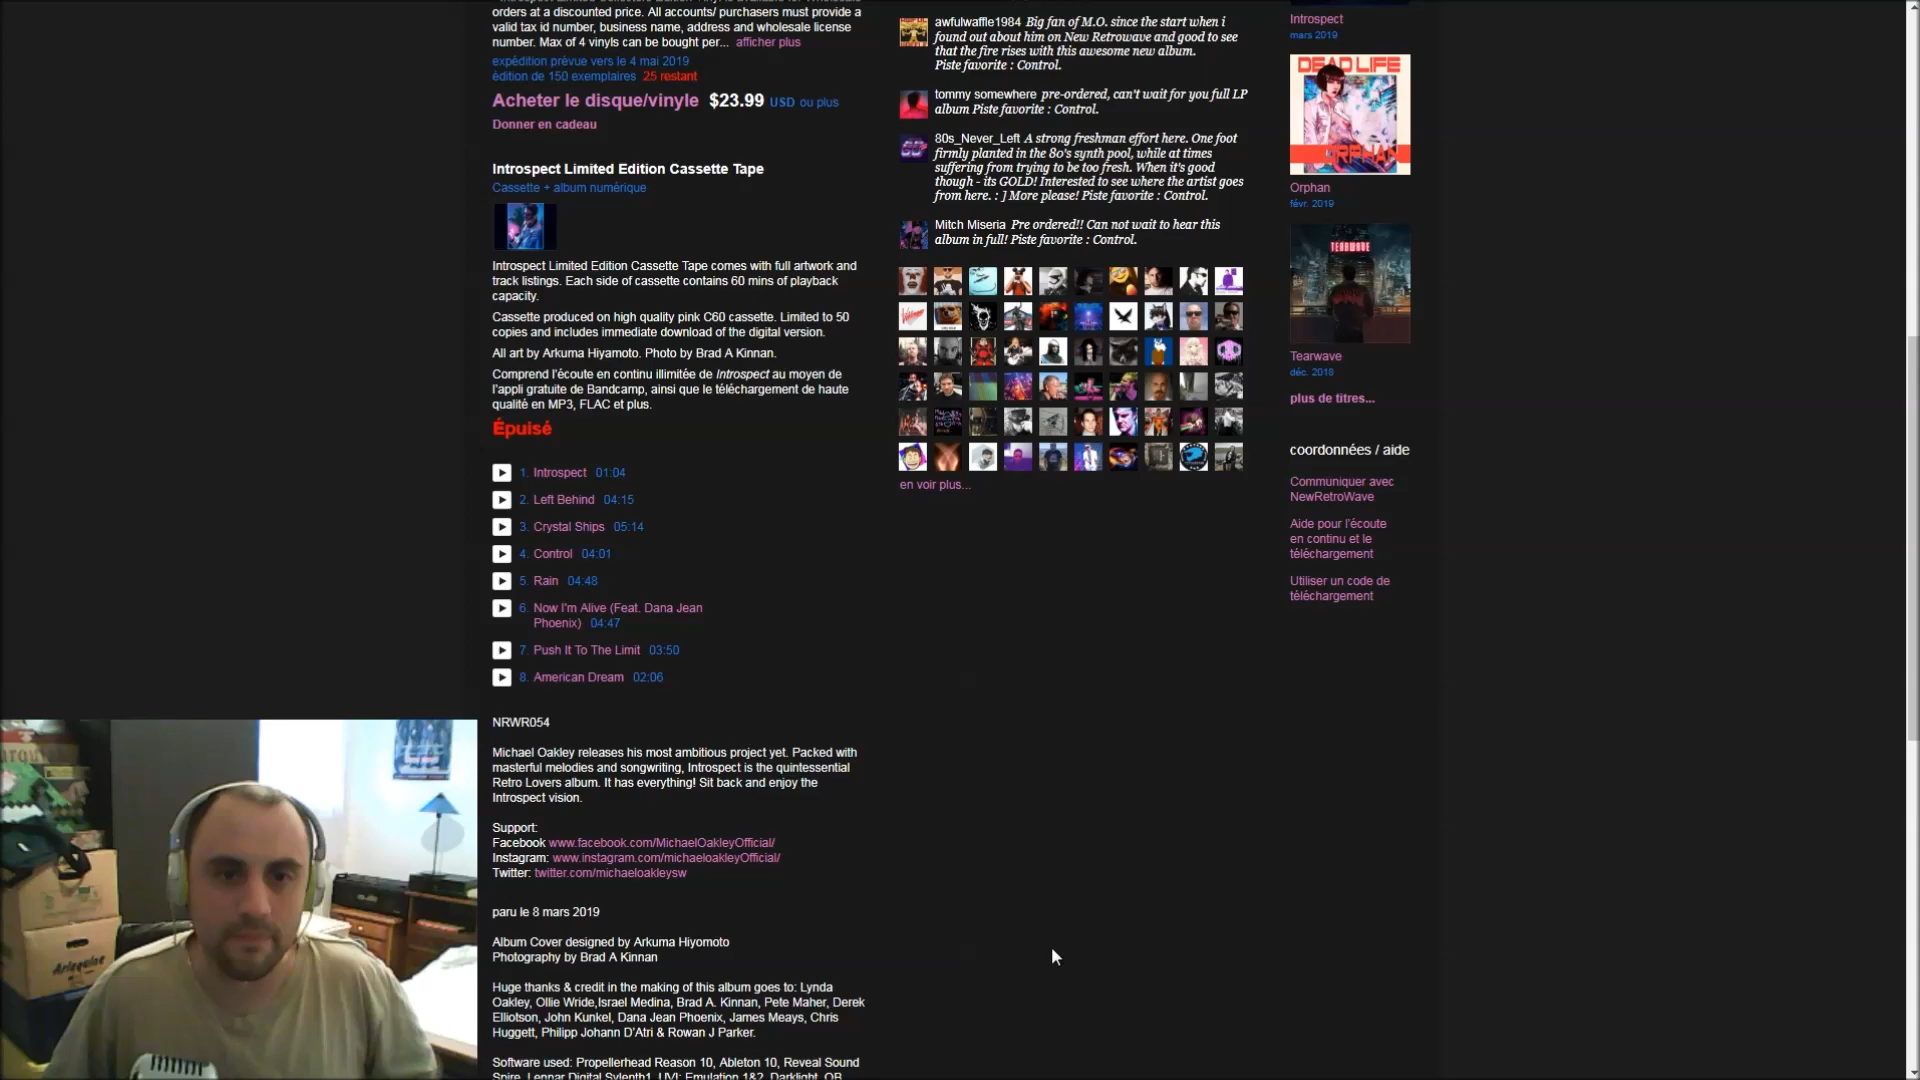 orders at a discounted price. All accounts/ purchasers must provide a
valid tax id number, business name, address and wholesale license
number. Max of 4 vinyls can be bought per... afficher plus
expédition prévue vers le 4 mai 2019
édition de 150 exemplaires 25 restant
Acheter le disque/vinyle $23.99 USD ou plus
Donner en cadeau
Introspect Limited Edition Cassette Tape
Cassette + album numérique
Introspect Limited Edition Cassette Tape comes with full artwork and
track listings. Each side of cassette contains 60 mins of playback
capacity.
Cassette produced on high quality pink C60 cassette. Limited to 50
copies and includes immediate download of the digital version.
All art by Arkuma Hiyamoto. Photo by Brad A Kinnan.
Comprend l'écoute en continu illimitée de Introspect au moyen de
l'appli gratuite de Bandcamp, ainsi que le téléchargement de haute
qualité en MP3, FLAC et plus.
Épuisé
1. Introspect 01:04
2. Left Behind 04:15
3. Crystal Ships 05:14
4. Control 04:01
5. Rain 04:48
6. Now I'm Alive (Feat. Dana Jean
Phoenix) 04:47
7. Push It To The Limit 03:50
8. American Dream 02:06
NRWR054
Michael Oakley releases his most ambitious project yet. Packed with
masterful melodies and songwriting, Introspect is the quintessential
Retro Lovers album. It has everything! Sit back and enjoy the
Introspect vision.
Support:
Facebook www.facebook.com/MichaelOakleyOfficial/
Instagram: www.instagram.com/michaeloakleyOfficial/
Twitter: twitter.com/michaeloakleysw
paru le 8 mars 2019
Album Cover designed by Arkuma Hiyomoto
Photography by Brad A Kinnan
Huge thanks & credit in the making of this album goes to: Lynda
Oakley, Ollie Wride,Israel Medina, Brad A. Kinnan, Pete Maher, Derek
Elliotson, John Kunkel, Dana Jean Phoenix, James Meays, Chris
Huggett, Philipp Johann D'Atri & Rowan J Parker.
Software used: Propellerhead Reason 10, Ableton 10, Reveal Sound
Spire, Lennar Digital Sylenth1, UVI: Emulation 1&2, Darklight, OB
awfulwaffle1984 Big fan of M.O. since the start when i
found out about him on New Retrowave and good to see
that the fire rises with this awesome new album.
Piste favorite : Control.
tommy somewhere pre-ordered, can't wait for you full LP
album Piste favorite : Control.
80s_Never_Left A strong freshman effort here. One foot
firmly planted in the 80's synth pool, while at times
suffering from trying to be too fresh. When it's good
though - its GOLD! Interested to see where the artist goes
from here. : ] More please! Piste favorite : Control.
Mitch Miseria Pre ordered!! Can not wait to hear this
album in full! Piste favorite : Control.
en voir plus...
Introspect
mars 2019
DEAD LIFE
ORPHAN
Orphan
févr. 2019
TEARWAVE
Tearwave
déc. 2018
plus de titres...
coordonnées / aide
Communiquer avec
NewRetroWave
Aide pour l'écoute
en continu et le
téléchargement
Utiliser un code de
téléchargement
Arlequine